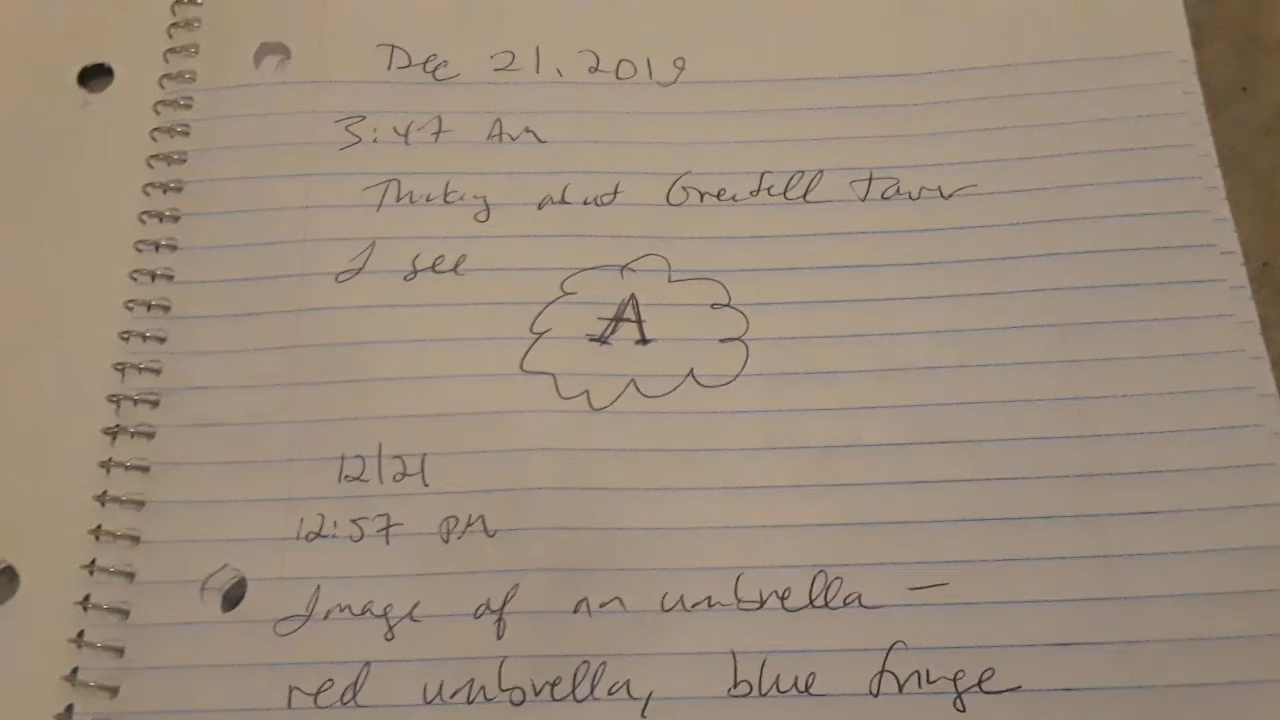 Dec 21, 2019
3:47 AM
Thinking about Grenfell Tower
I see
A
12/21
12:57 PM
Image of an umbrella –
red umbrella, blue fringe